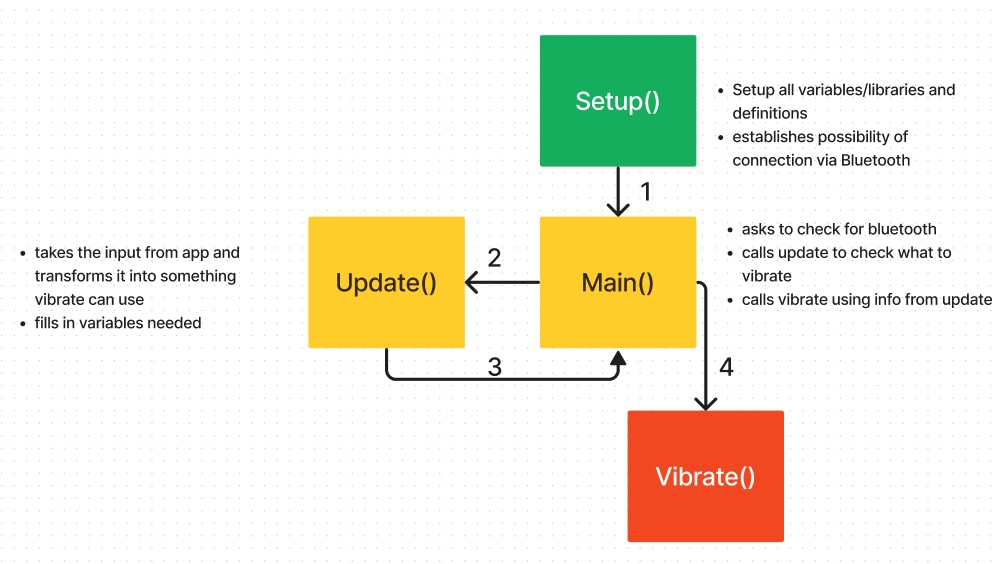 Setup()
• Setup all variables/libraries and
definitions
• establishes possibility of
connection via Bluetooth
1
• takes the input from app and
transforms it into something
vibrate can use
• fills in variables needed
Update()
2
Main()
• asks to check for bluetooth
• calls update to check what to
vibrate
• calls vibrate using info from update
3
4
Vibrate()